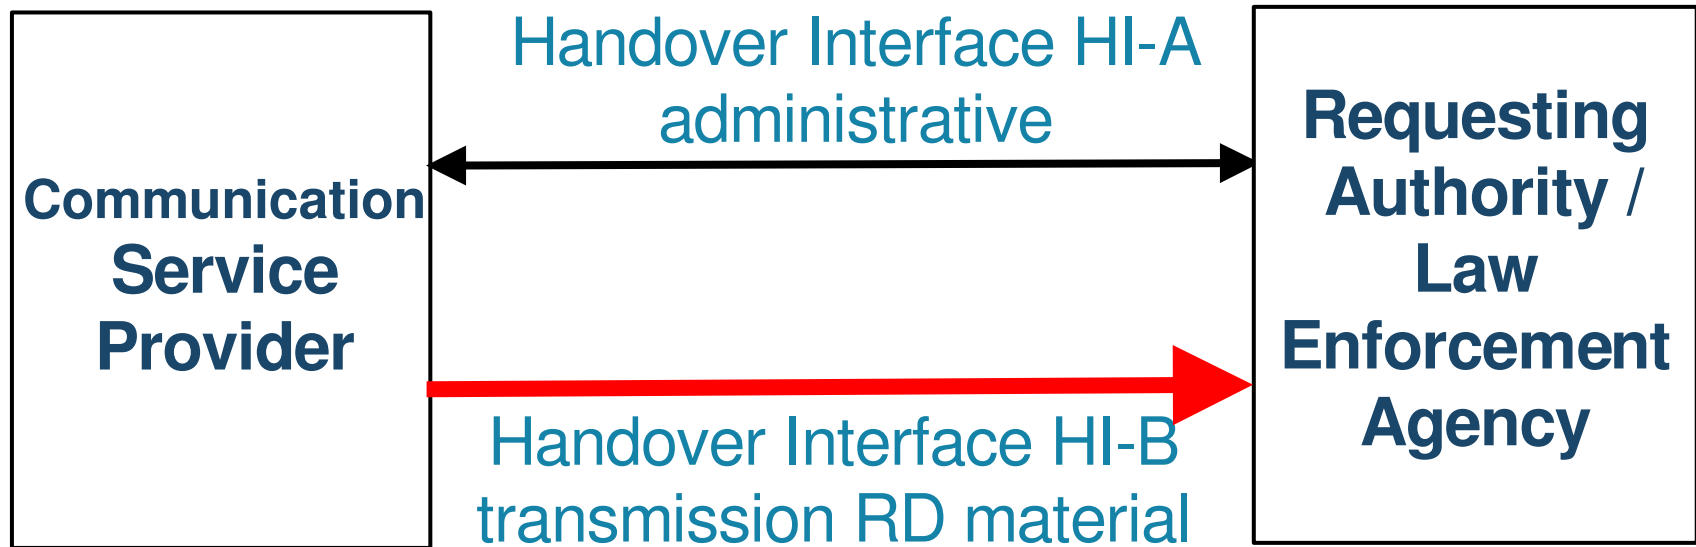 Communication
Service
Provider
Handover Interface HI-A
administrative
Handover Interface HI-B
transmission RD material
Requesting
Authority /
Law
Enforcement
Agency